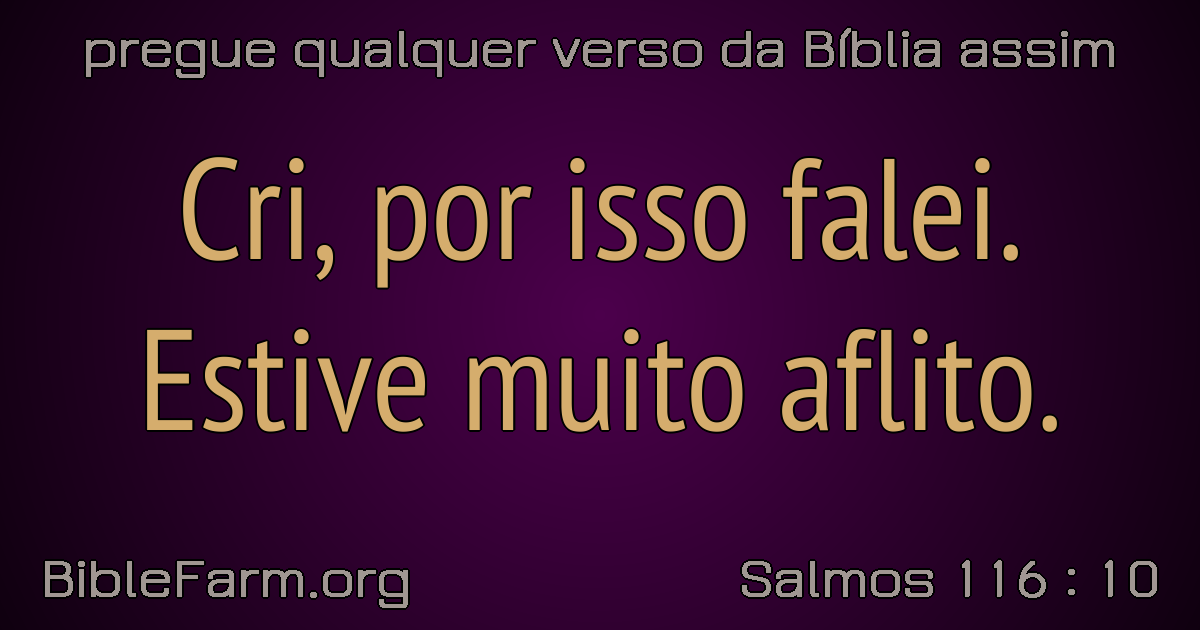 pregue qualquer verso da Bíblia assim
Cri, por isso falei.
Estive muito aflito.
BibleFarm.org
Salmos 116 : 10